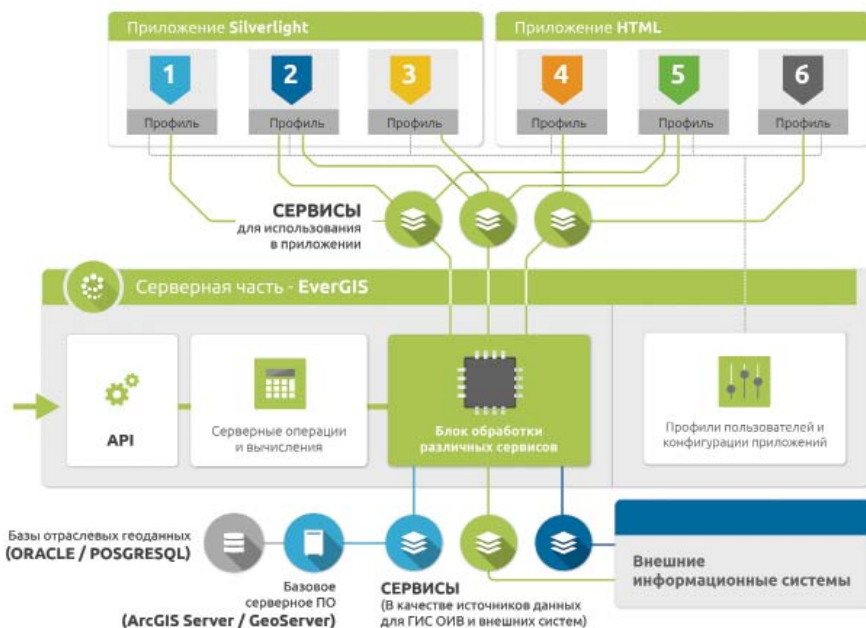 Приложение Silverlight
Приложение HTML
1
2
3
4
5
6
Профиль
Профиль
Профиль
Профиль
Профиль
Профиль
СЕРВИСЫ
для использования
в приложении
Серверная часть - EverGIS
API
Серверные операции
и вычисления
Блок обработки
различных сервисов
Профили пользователей и
конфигурации приложений
Базы отраслевых геоданных
(ORACLE / POSGRESQL)
Базовое
серверное ПО
(ArcGIS Server / GeoServer)
СЕРВИСЫ
(В качестве источников данных
для ГИС ОИВ и внешних систем)
Внешние
информационные системы